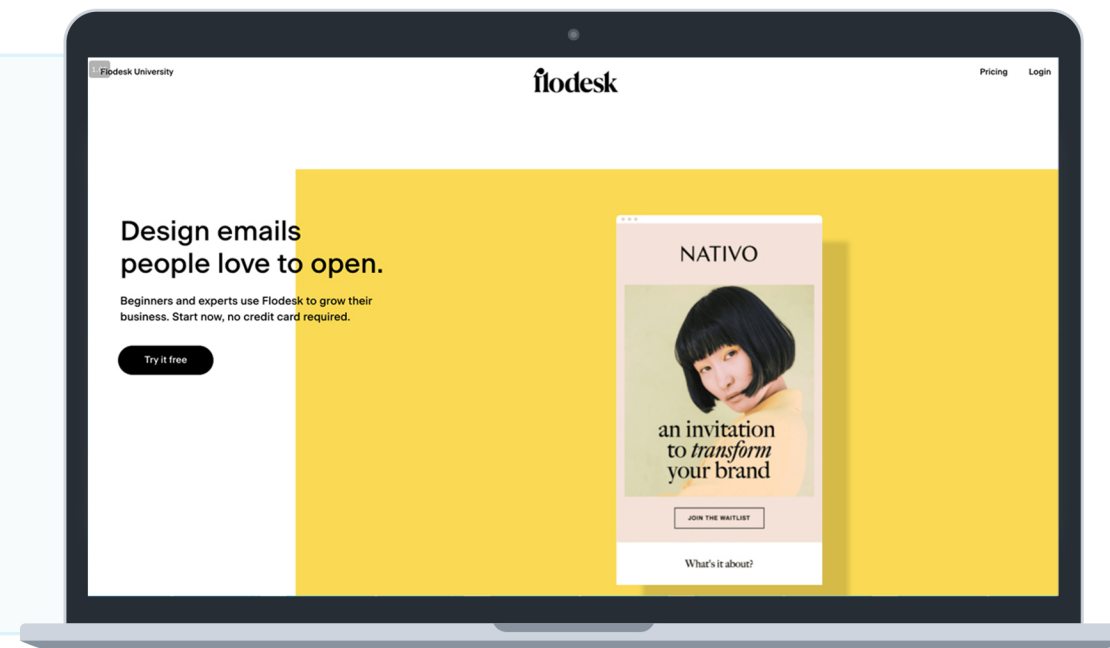 Flodesk University
flodesk
Pricing
Login
Design emails
people love to open.
Beginners and experts use Flodesk to grow their
business. Start now, no credit card required.
Try it free
NATIVO
an invitation
to transform
your brand
JOIN THE WAITLIST
What's it about?